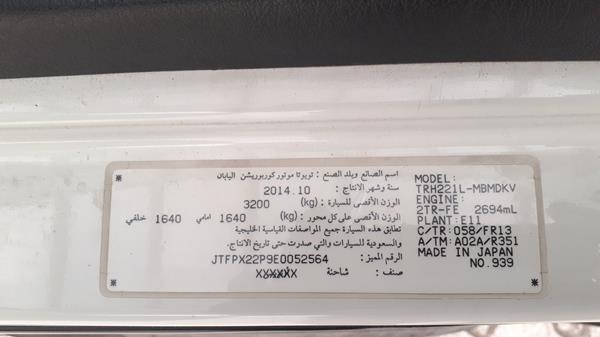 اسم الصانع وبلد الصنع : تويوتا موتور كوربوريشن اليابان
سنة وشهر الانتاج : 2014.10
الوزن الأقصى للسيارة : (kg) 3200
الوزن الأقصى على كل محور : (kg) 1640 امامي 1640 خلفي
تطابق هذه السيارة جميع المواصفات القياسية الخليجية
والسعودية للسيارات والتي صدرت حتى تاريخ الانتاج.
الرقم المميز : JTFPX22P9E0052564
صنف : شاحنة XXXXXX
MODEL:
TRH221L-MBMDKV
ENGINE:
2TR-FE 2694mL
PLANT: E11
C/TR: 058/FR13
A/TM: A02A/R351
MADE IN JAPAN
NO. 939